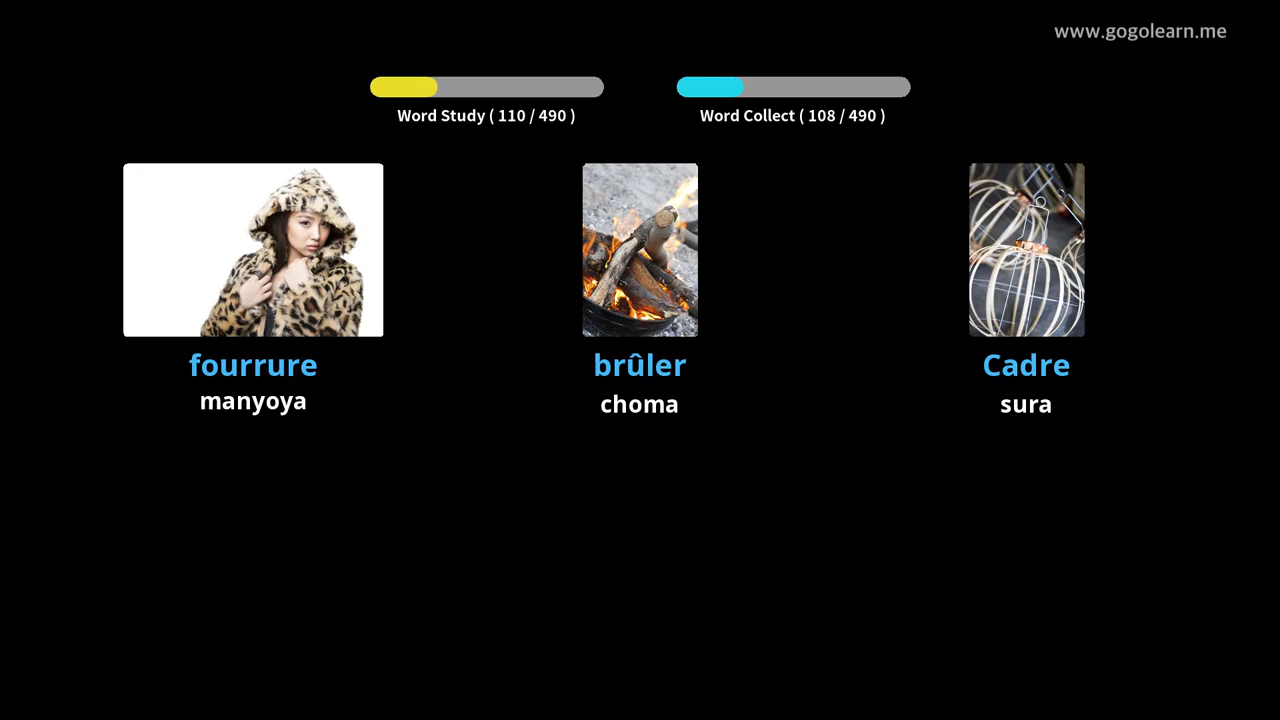 www.gogolearn.me
Word Study ( 110 / 490 )
Word Collect ( 108 / 490 )
fourrure
manyoya
brûler
choma
Cadre
sura